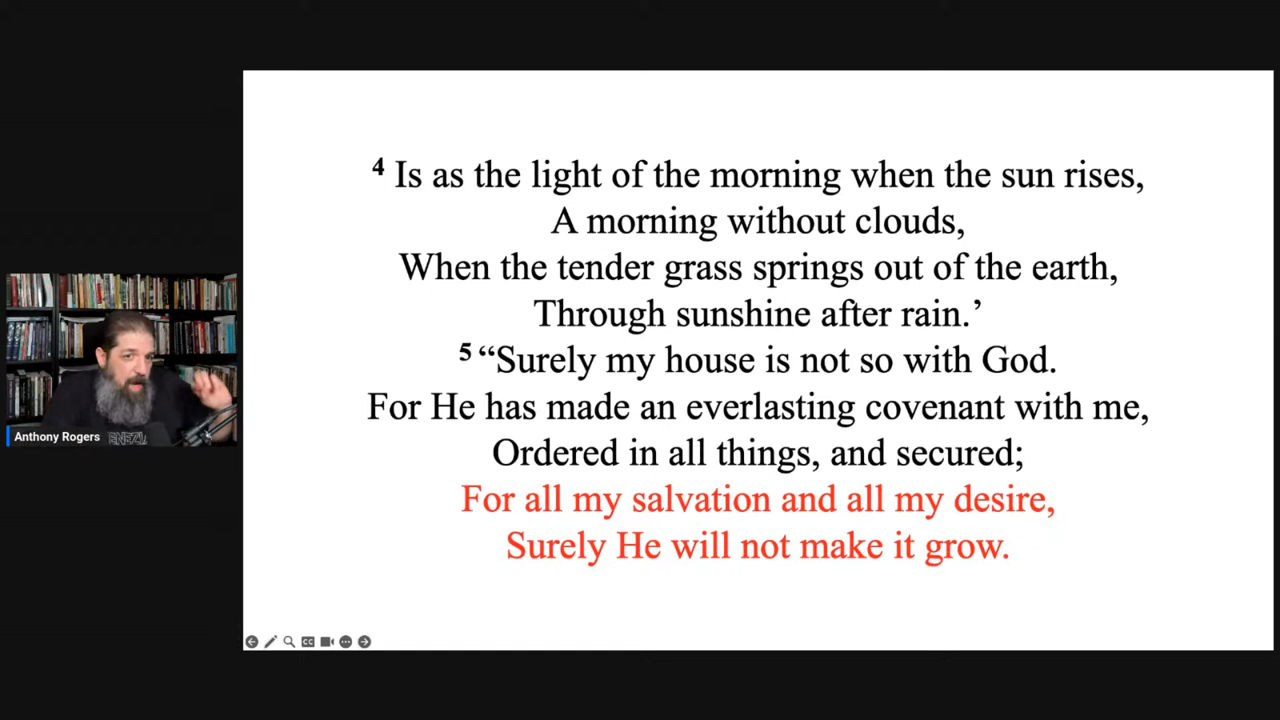 4 Is as the light of the morning when the sun rises,
A morning without clouds,
When the tender grass springs out of the earth,
Through sunshine after rain.’
5 “Surely my house is not so with God.
For He has made an everlasting covenant with me,
Ordered in all things, and secured;
For all my salvation and all my desire,
Surely He will not make it grow.
Anthony Rogers
CC